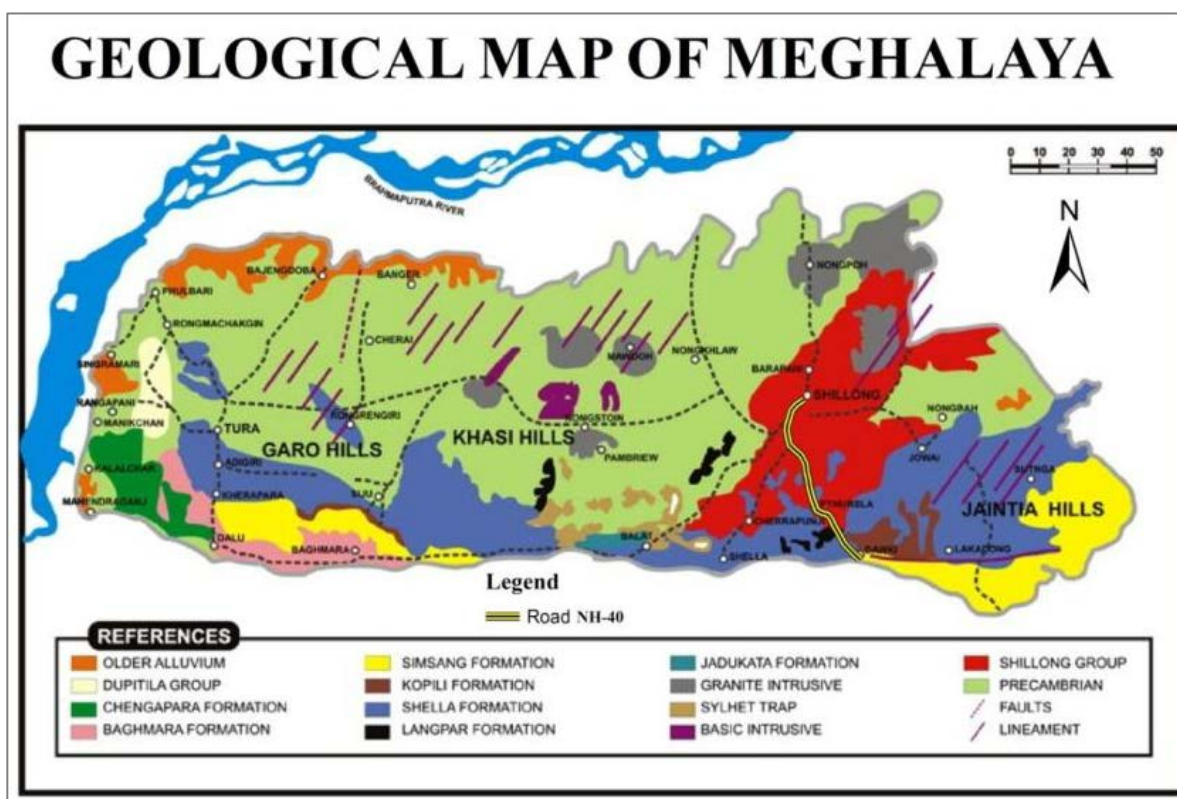 GEOLOGICAL MAP OF MEGHALAYA
0 10 20 30 40 50
N
BRAHMAPUTRA RIVER
NONGPOH
BAJENGDOBA
BANGER
PHULBARI
RONGMACHAKGIN
CHERAI
MAWDOH
NONGKHLAW
SINGRAMARI
BARAPANI
SHILLONG
RANGAPANI
MANIKCHAN
NONGBAH
TURA
RONGRENGIRI
NONGSTOIN
GARO HILLS
KHASI HILLS
PAMBRIEW
JOWAI
KALAICHAR
ADIGIRI
SUTNGA
MAHENDRAGANJ
KHERAPARA
SIJU
JAINTIA HILLS
CHERRAPUNJI
DALU
BAGHMARA
BALAT
SHELLA
DAWKI
LAKADONG
Legend
Road NH-40
REFERENCES
OLDER ALLUVIUM
DUPITILA GROUP
CHENGAPARA FORMATION
BAGHMARA FORMATION
SIMSANG FORMATION
KOPILI FORMATION
SHELLA FORMATION
LANGPAR FORMATION
JADUKATA FORMATION
GRANITE INTRUSIVE
SYLHET TRAP
BASIC INTRUSIVE
SHILLONG GROUP
PRECAMBRIAN
FAULTS
LINEAMENT